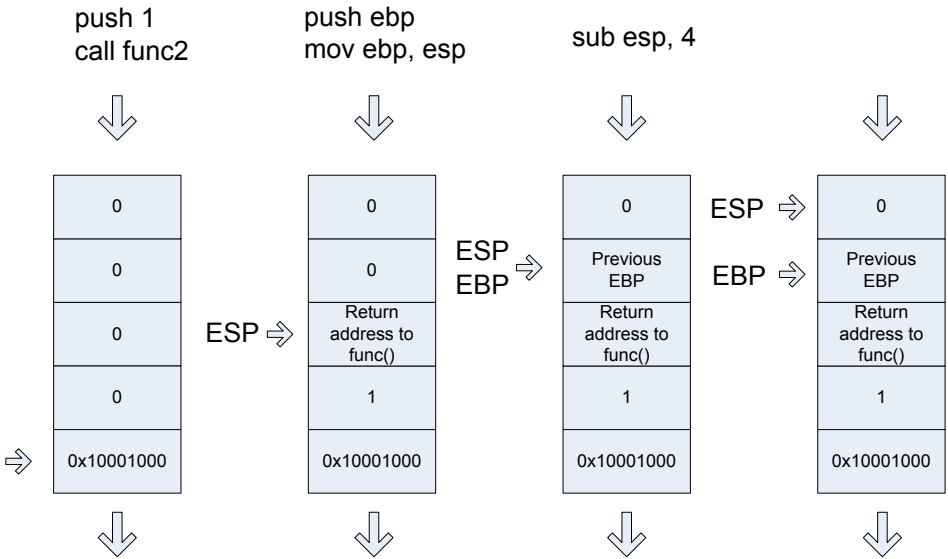 push 1
call func2
push ebp
mov ebp, esp
sub esp, 4
0
0
0
0
0x10001000
ESP
0
0
Return
address to
func()
1
0x10001000
ESP
EBP
0
Previous
EBP
Return
address to
func()
1
0x10001000
ESP
EBP
0
Previous
EBP
Return
address to
func()
1
0x10001000